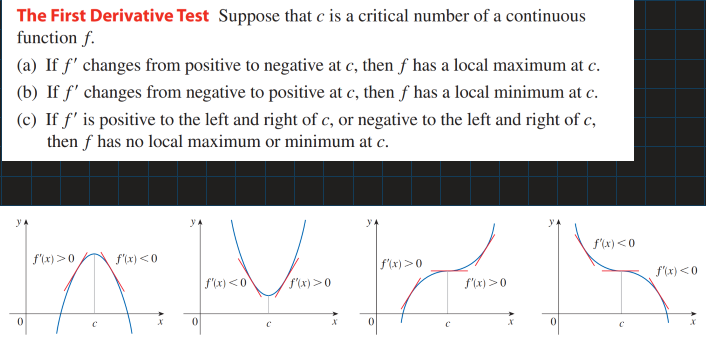 The First Derivative Test Suppose that c is a critical number of a continuous
function f.
(a) If f′ changes from positive to negative at c, then f has a local maximum at c.
(b) If f′ changes from negative to positive at c, then f has a local minimum at c.
(c) If f′ is positive to the left and right of c, or negative to the left and right of c,
then f has no local maximum or minimum at c.
y
f′(x) > 0
f′(x) < 0
0
c
x
y
f′(x) < 0
f′(x) > 0
0
c
x
y
f′(x) > 0
f′(x) > 0
0
c
x
y
f′(x) < 0
f′(x) < 0
0
c
x